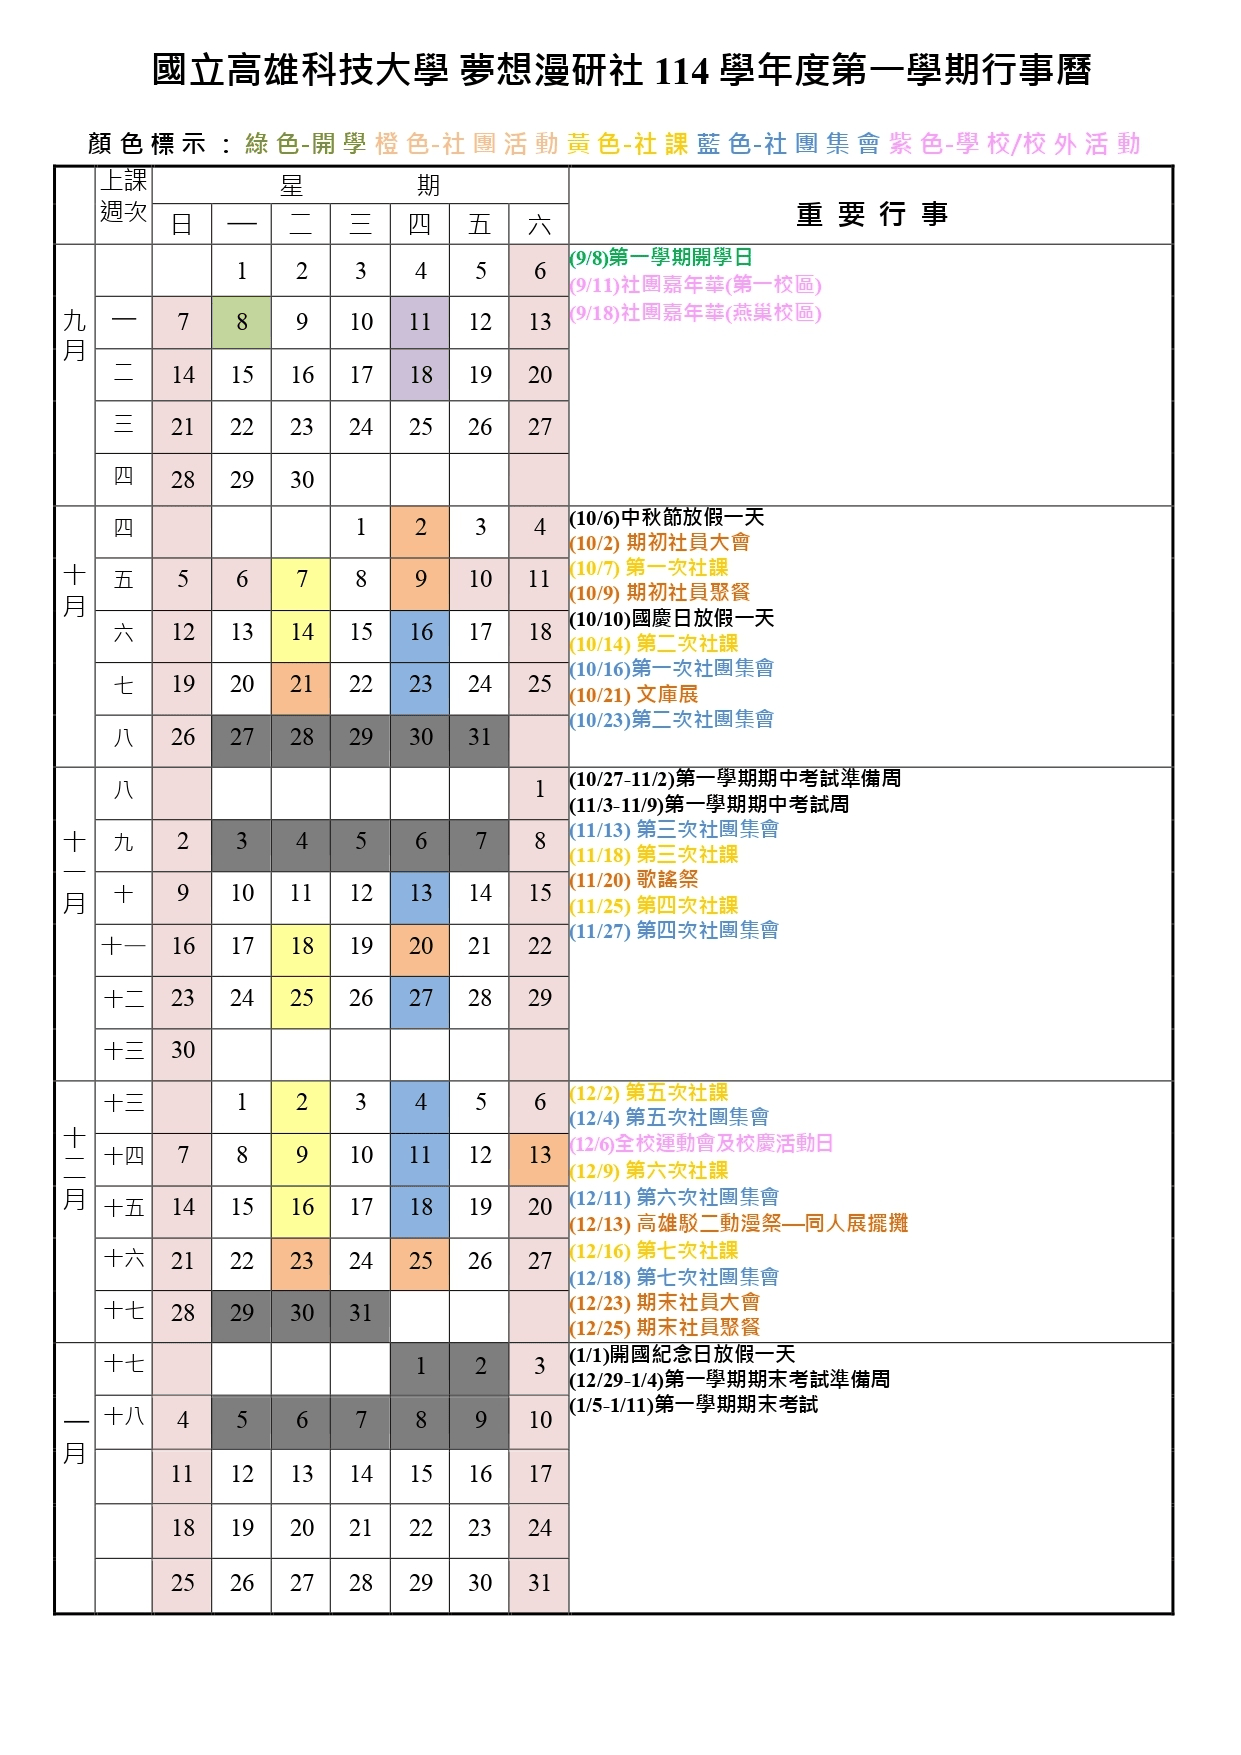 國立高雄科技大學 夢想漫研社 114 學年度第一學期行事曆
顏色標示：綠色-開學 橙色-社團活動 黃色-社課 藍色-社團集會 紫色-學校/校外活動
上課週次 星期 重要行事
日 一 二 三 四 五 六
九月
1 2 3 4 5 6
一 7 8 9 10 11 12 13
二 14 15 16 17 18 19 20
三 21 22 23 24 25 26 27
四 28 29 30
(9/8)第一學期開學日
(9/11)社團嘉年華(第一校區)
(9/18)社團嘉年華(燕巢校區)
十月
四 1 2 3 4
五 5 6 7 8 9 10 11
六 12 13 14 15 16 17 18
七 19 20 21 22 23 24 25
八 26 27 28 29 30 31
(10/6)中秋節放假一天
(10/2) 期初社員大會
(10/7) 第一次社課
(10/9) 期初社員聚餐
(10/10)國慶日放假一天
(10/14) 第二次社課
(10/16)第一次社團集會
(10/21) 文庫展
(10/23)第二次社團集會
十一月
八 1
九 2 3 4 5 6 7 8
十 9 10 11 12 13 14 15
十一 16 17 18 19 20 21 22
十二 23 24 25 26 27 28 29
十三 30
(10/27-11/2)第一學期期中考試準備周
(11/3-11/9)第一學期期中考試周
(11/13) 第三次社團集會
(11/18) 第三次社課
(11/20) 歌謠祭
(11/25) 第四次社課
(11/27) 第四次社團集會
十二月
十三 1 2 3 4 5 6
十四 7 8 9 10 11 12 13
十五 14 15 16 17 18 19 20
十六 21 22 23 24 25 26 27
十七 28 29 30 31
(12/2) 第五次社課
(12/4) 第五次社團集會
(12/6)全校運動會及校慶活動日
(12/9) 第六次社課
(12/11) 第六次社團集會
(12/13) 高雄駁二動漫祭—同人展擺攤
(12/16) 第七次社課
(12/18) 第七次社團集會
(12/23) 期末社員大會
(12/25) 期末社員聚餐
一月
十七 1 2 3
十八 4 5 6 7 8 9 10
11 12 13 14 15 16 17
18 19 20 21 22 23 24
25 26 27 28 29 30 31
(1/1)開國紀念日放假一天
(12/29-1/4)第一學期期末考試準備周
(1/5-1/11)第一學期期末考試